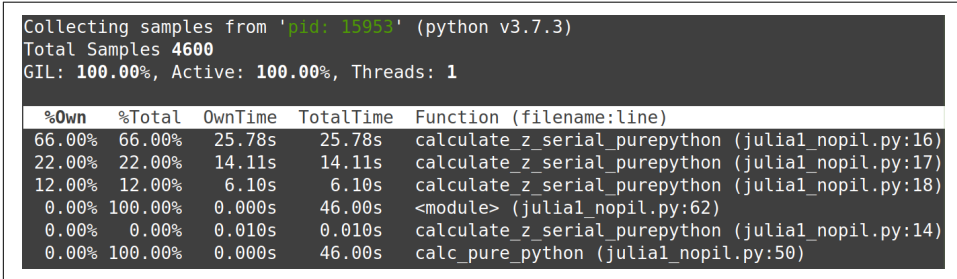 Collecting samples from 'pid: 15953' (python v3.7.3)
Total Samples 4600
GIL: 100.00%, Active: 100.00%, Threads: 1
%Own %Total OwnTime TotalTime Function (filename:line)
66.00% 66.00% 25.78s 25.78s calculate_z_serial_purepython (julia1_nopil.py:16)
22.00% 22.00% 14.11s 14.11s calculate_z_serial_purepython (julia1_nopil.py:17)
12.00% 12.00% 6.10s 6.10s calculate_z_serial_purepython (julia1_nopil.py:18)
0.00% 100.00% 0.000s 46.00s <module> (julia1_nopil.py:62)
0.00% 0.00% 0.010s 0.010s calculate_z_serial_purepython (julia1_nopil.py:14)
0.00% 100.00% 0.000s 46.00s calc_pure_python (julia1_nopil.py:50)